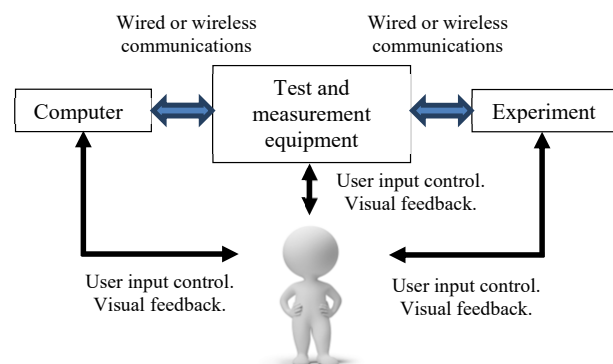 Wired or wireless
communications
Wired or wireless
communications
Computer
Test and
measurement
equipment
Experiment
User input control.
Visual feedback.
User input control.
Visual feedback.
User input control.
Visual feedback.